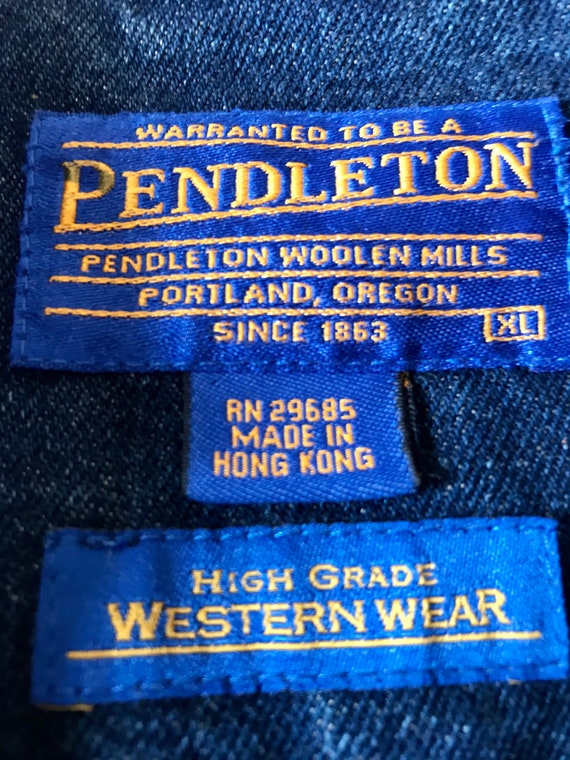 WARRANTED TO BE A
PENDLETON
PENDLETON WOOLEN MILLS
PORTLAND, OREGON
SINCE 1863 XL
RN 29685
MADE IN
HONG KONG
HIGH GRADE
WESTERN WEAR